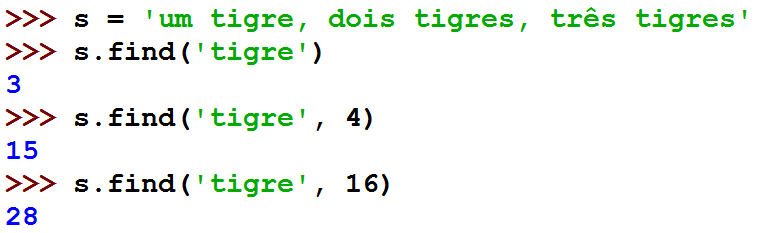 >>> s = 'um tigre, dois tigres, três tigres'
>>> s.find('tigre')
3
>>> s.find('tigre', 4)
15
>>> s.find('tigre', 16)
28